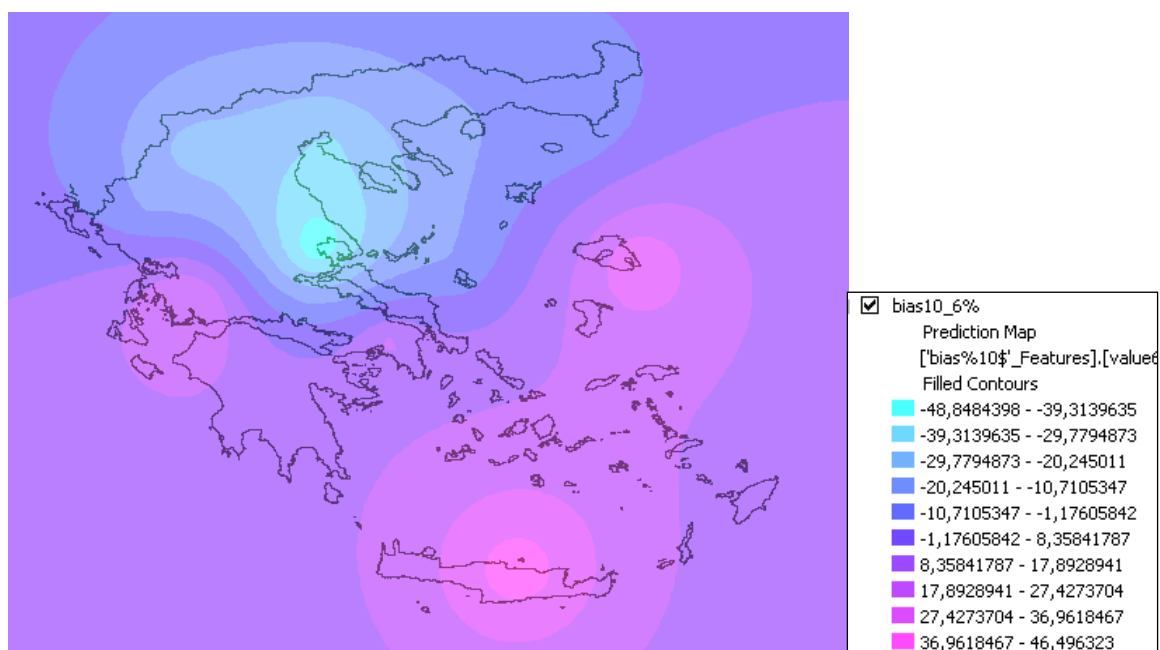 bias10_6%
Prediction Map
['bias%10$'_Features].[value6
Filled Contours
-48,8484398 - -39,3139635
-39,3139635 - -29,7794873
-29,7794873 - -20,245011
-20,245011 - -10,7105347
-10,7105347 - -1,17605842
-1,17605842 - 8,35841787
8,35841787 - 17,8928941
17,8928941 - 27,4273704
27,4273704 - 36,9618467
36,9618467 - 46,496323